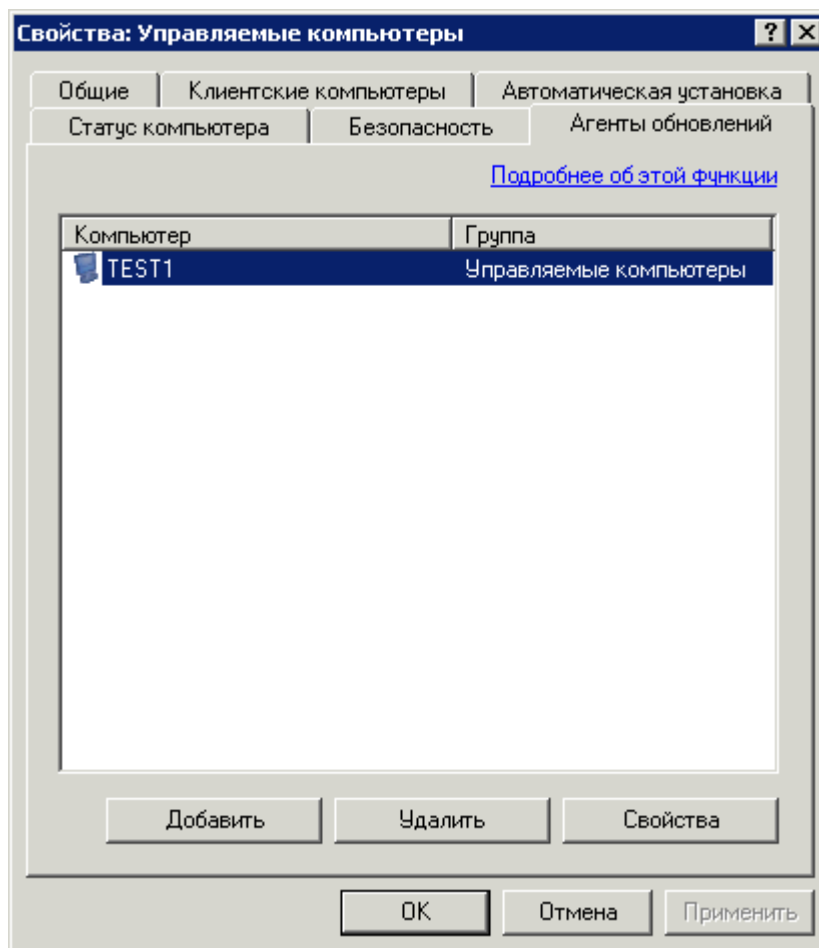 Свойства: Управляемые компьютеры
Общие Клиентские компьютеры Автоматическая установка
Статус компьютера Безопасность Агенты обновлений
Подробнее об этой функции
Компьютер Группа
TEST1 Управляемые компьютеры
Добавить Удалить Свойства
ОК Отмена Применить